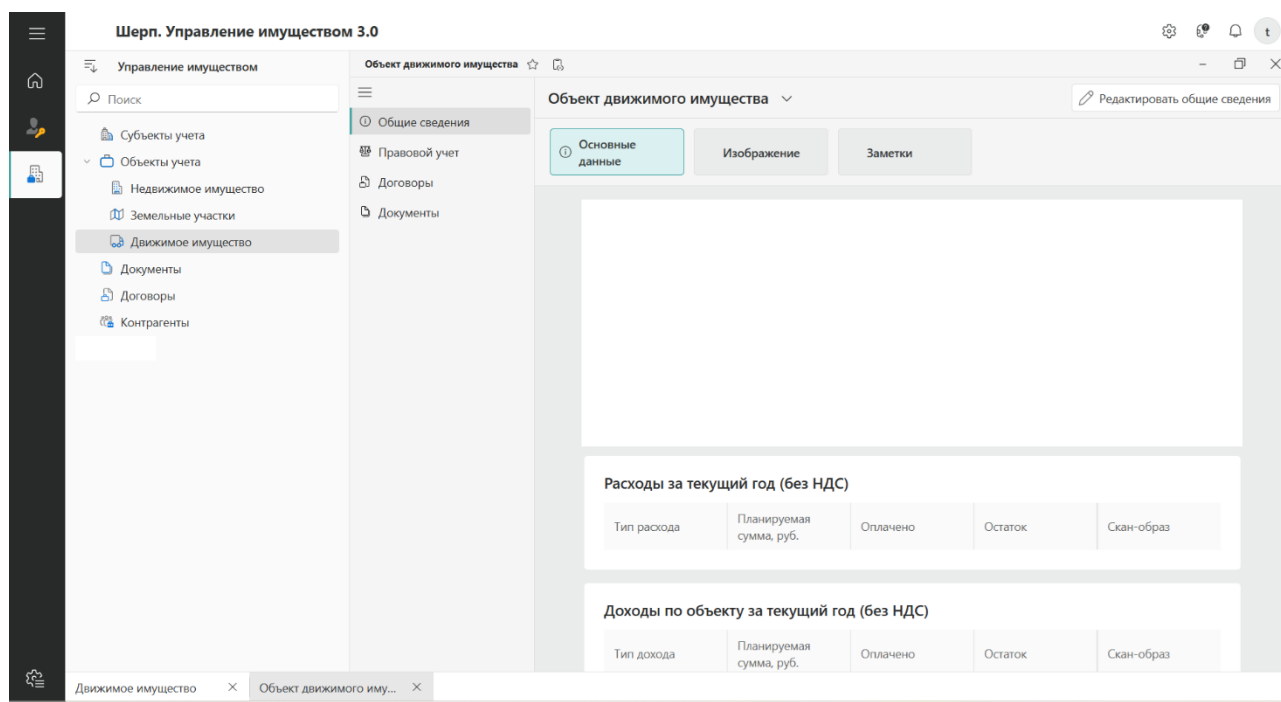 Шерп. Управление имуществом 3.0
t
Управление имуществом
Поиск
Субъекты учета
Объекты учета
Недвижимое имущество
Земельные участки
Движимое имущество
Документы
Договоры
Контрагенты
Объект движимого имущества
Общие сведения
Правовой учет
Договоры
Документы
Объект движимого имущества
Редактировать общие сведения
Основные
данные
Изображение
Заметки
Расходы за текущий год (без НДС)
Тип расхода
Планируемая
сумма, руб.
Оплачено
Остаток
Скан-образ
Доходы по объекту за текущий год (без НДС)
Тип дохода
Планируемая
сумма, руб.
Оплачено
Остаток
Скан-образ
Движимое имущество
Объект движимого иму...